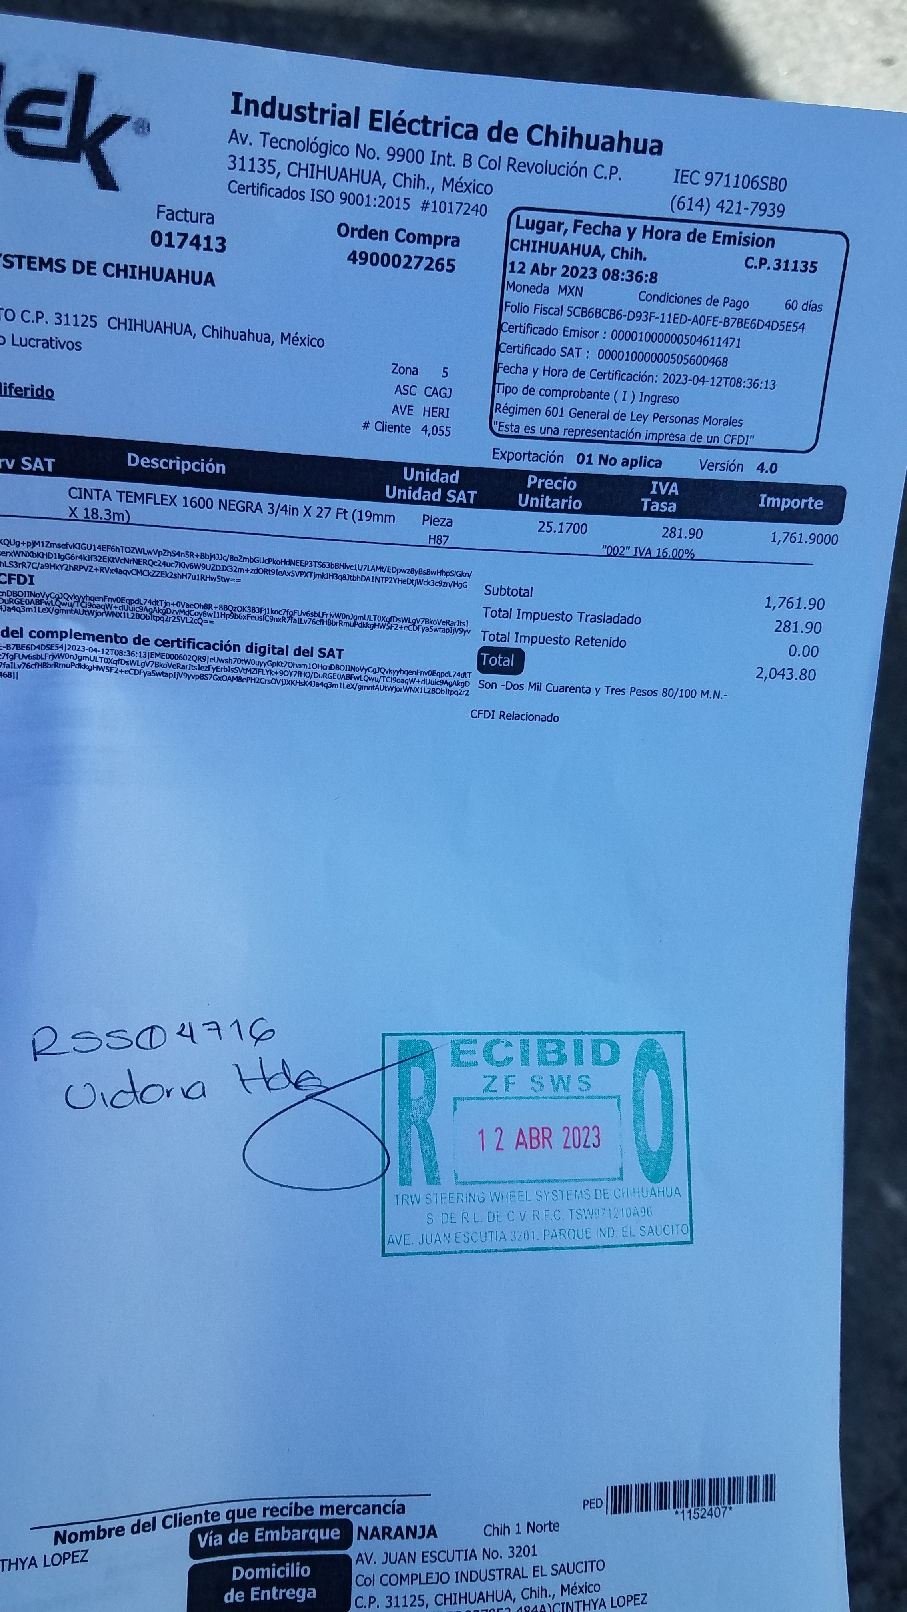 Ek®
Industrial Eléctrica de Chihuahua
Av. Tecnológico No. 9900 Int. B Col Revolución C.P.
31135, CHIHUAHUA, Chih., México
Certificados ISO 9001:2015 #1017240
IEC 971106SB0
(614) 421-7939
Factura
017413
Orden Compra
4900027265
STEMS DE CHIHUAHUA
TO C.P. 31125 CHIHUAHUA, Chihuahua, México
o Lucrativos
liferido
Zona 5
ASC CAGJ
AVE HERI
# Cliente 4,055
Lugar, Fecha y Hora de Emision
CHIHUAHUA, Chih. C.P.31135
12 Abr 2023 08:36:8
Moneda MXN Condiciones de Pago 60 días
Folio Fiscal 5CB6BCB6-D93F-11ED-A0FE-B7BE6D4D5E54
Certificado Emisor : 00001000000504611471
Certificado SAT : 00001000000505600468
Fecha y Hora de Certificación: 2023-04-12T08:36:13
Tipo de comprobante ( I ) Ingreso
Régimen 601 General de Ley Personas Morales
"Esta es una representación impresa de un CFDI"
Exportación 01 No aplica Versión 4.0
rv SAT Descripción Unidad Unidad SAT Precio Unitario IVA Tasa Importe
CINTA TEMFLEX 1600 NEGRA 3/4in X 27 Ft (19mm Pieza 25.1700 281.90 1,761.9000
X 18.3m) H87 "002" IVA 16.00%
CFDI
del complemento de certificación digital del SAT
Subtotal 1,761.90
Total Impuesto Trasladado 281.90
Total Impuesto Retenido 0.00
Total 2,043.80
Son -Dos Mil Cuarenta y Tres Pesos 80/100 M.N.-
CFDI Relacionado
RSS04716
Victoria Hdz
RECIBIDO
ZF SWS
12 ABR 2023
TRW STEERING WHEEL SYSTEMS DE CHIHUAHUA
S DE R.L. DE C V R.F.C. TSW971210A96
AVE. JUAN ESCUTIA 3201. PARQUE IND. EL SAUCITO
PED
*1152407*
Nombre del Cliente que recibe mercancía
THYA LOPEZ
Vía de Embarque NARANJA Chih 1 Norte
Domicilio de Entrega
AV. JUAN ESCUTIA No. 3201
Col COMPLEJO INDUSTRAL EL SAUCITO
C.P. 31125, CHIHUAHUA, Chih., México
CINTHYA LOPEZ